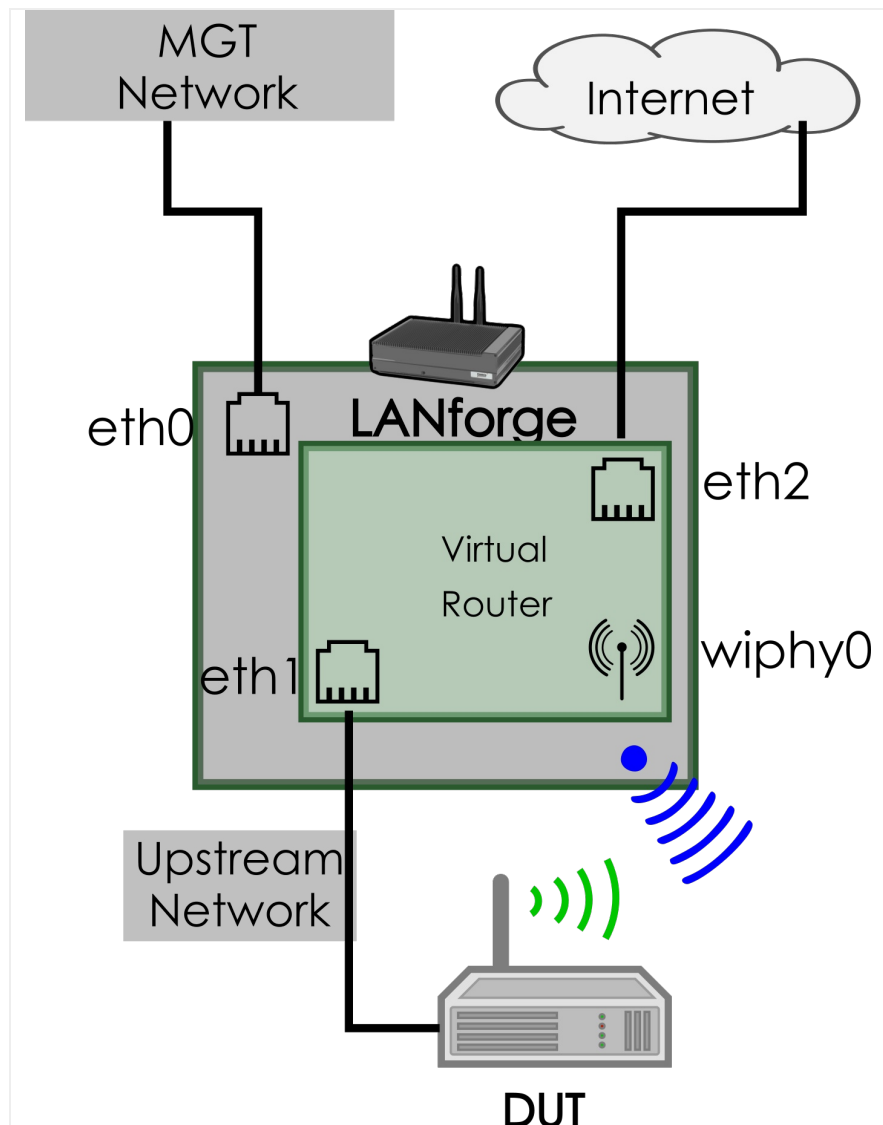 MGT
Network
Internet
eth0
LANforge
eth2
Virtual
Router
eth1
wiphy0
Upstream
Network
DUT